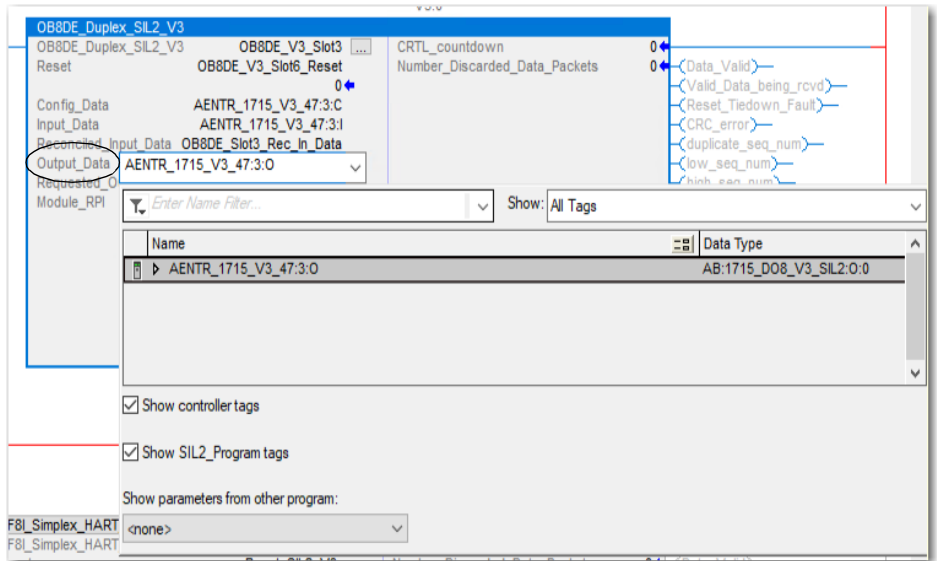 V3.0
OB8DE_Duplex_SIL2_V3
OB8DE_Duplex_SIL2_V3 OB8DE_V3_Slot3 ... CRTL_countdown 0
Reset OB8DE_V3_Slot6_Reset Number_Discarded_Data_Packets 0 (Data_Valid)
0 (Valid_Data_being_rcvd)
Config_Data AENTR_1715_V3_47:3:C (Reset_Tiedown_Fault)
Input_Data AENTR_1715_V3_47:3:I (CRC_error)
Reconciled_Input_Data OB8DE_Slot3_Rec_In_Data (duplicate_seq_num)
Output_Data AENTR_1715_V3_47:3:O (low_seq_num)
Requested_O (high_seq_num)
Module_RPI Enter Name Filter... Show: All Tags
Name Data Type
AENTR_1715_V3_47:3:O AB:1715_DO8_V3_SIL2:O:0
Show controller tags
Show SIL2_Program tags
Show parameters from other program:
F8I_Simplex_HART <none>
F8I_Simplex_HART